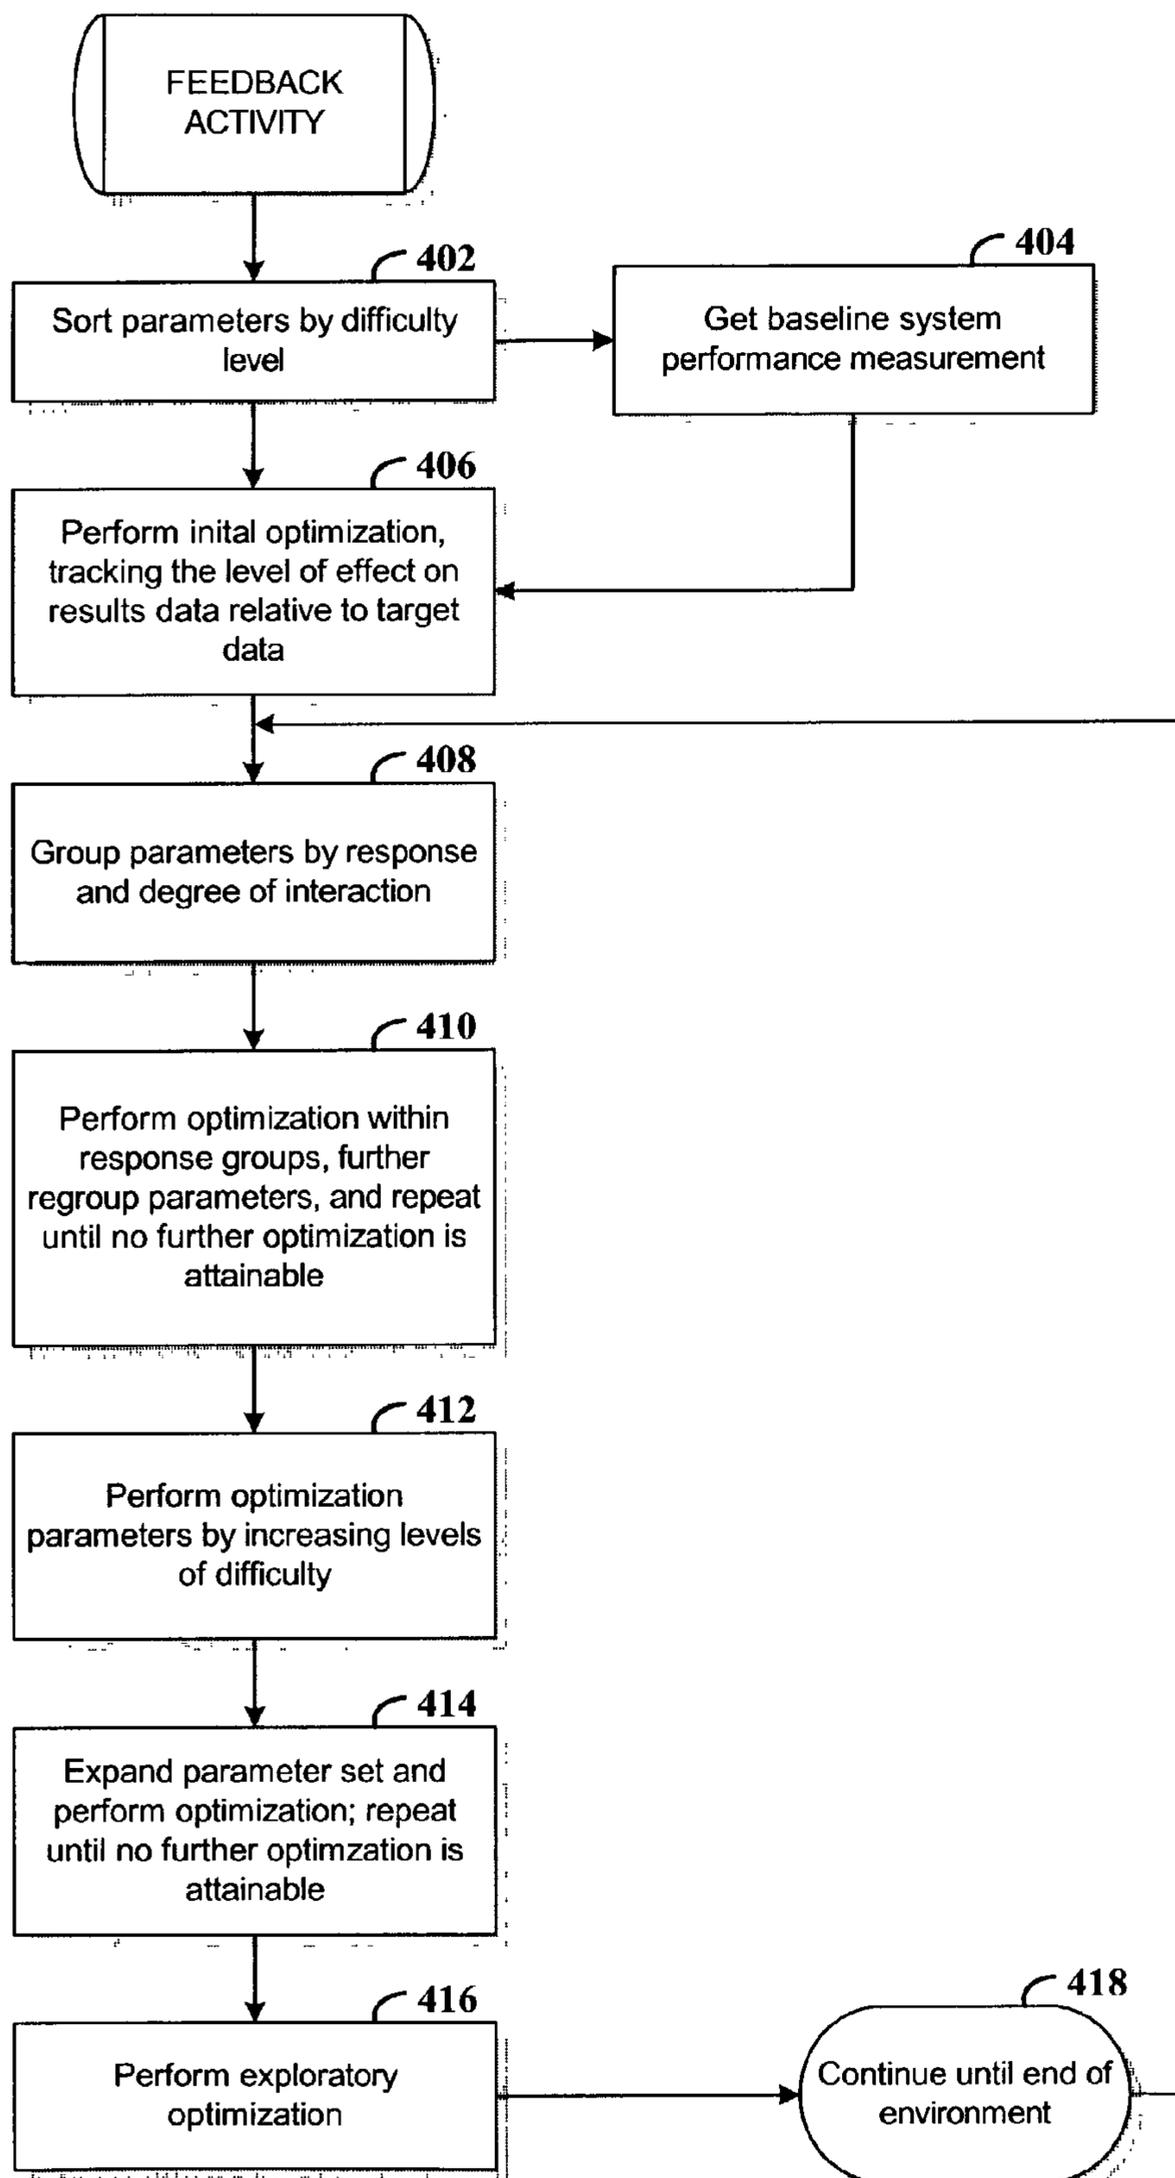 FEEDBACK
ACTIVITY
402
Sort parameters by difficulty
level
404
Get baseline system
performance measurement
406
Perform inital optimization,
tracking the level of effect on
results data relative to target
data
408
Group parameters by response
and degree of interaction
410
Perform optimization within
response groups, further
regroup parameters, and repeat
until no further optimization is
attainable
412
Perform optimization
parameters by increasing levels
of difficulty
414
Expand parameter set and
perform optimization; repeat
until no further optimzation is
attainable
416
Perform exploratory
optimization
418
Continue until end of
environment